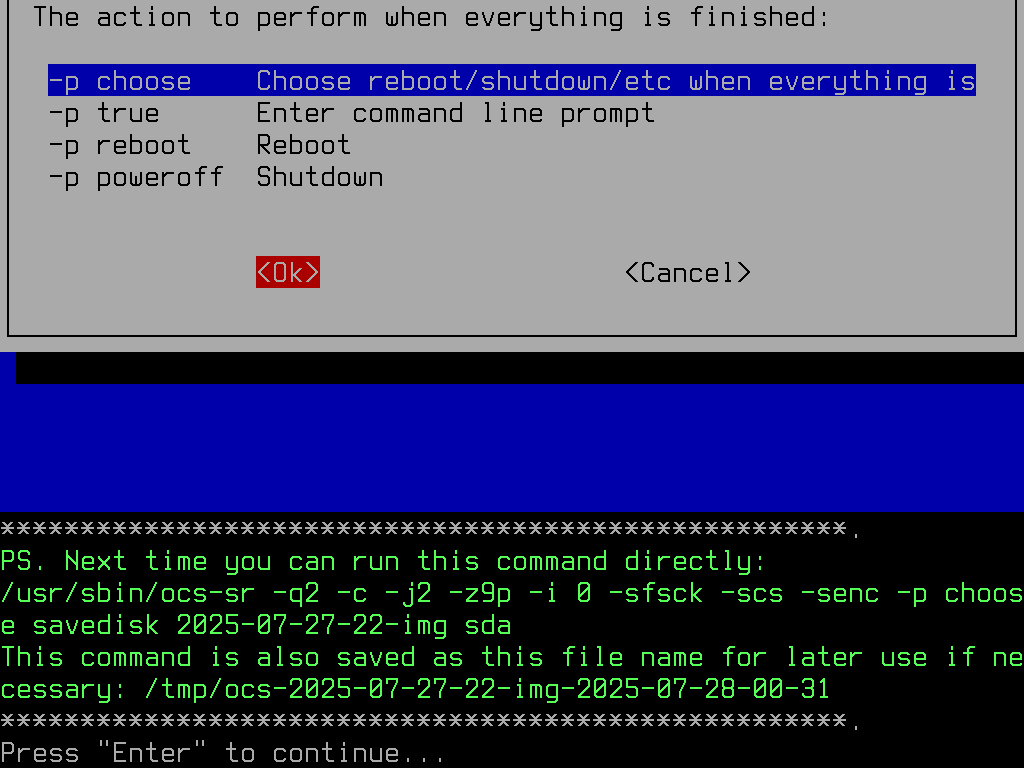 The action to perform when everything is finished:
-p choose Choose reboot/shutdown/etc when everything is
-p true Enter command line prompt
-p reboot Reboot
-p poweroff Shutdown
<Ok> <Cancel>
*****************************************************.
PS. Next time you can run this command directly:
/usr/sbin/ocs-sr -q2 -c -j2 -z9p -i 0 -sfsck -scs -senc -p choos
e savedisk 2025-07-27-22-img sda
This command is also saved as this file name for later use if ne
cessary: /tmp/ocs-2025-07-27-22-img-2025-07-28-00-31
*****************************************************.
Press "Enter" to continue...